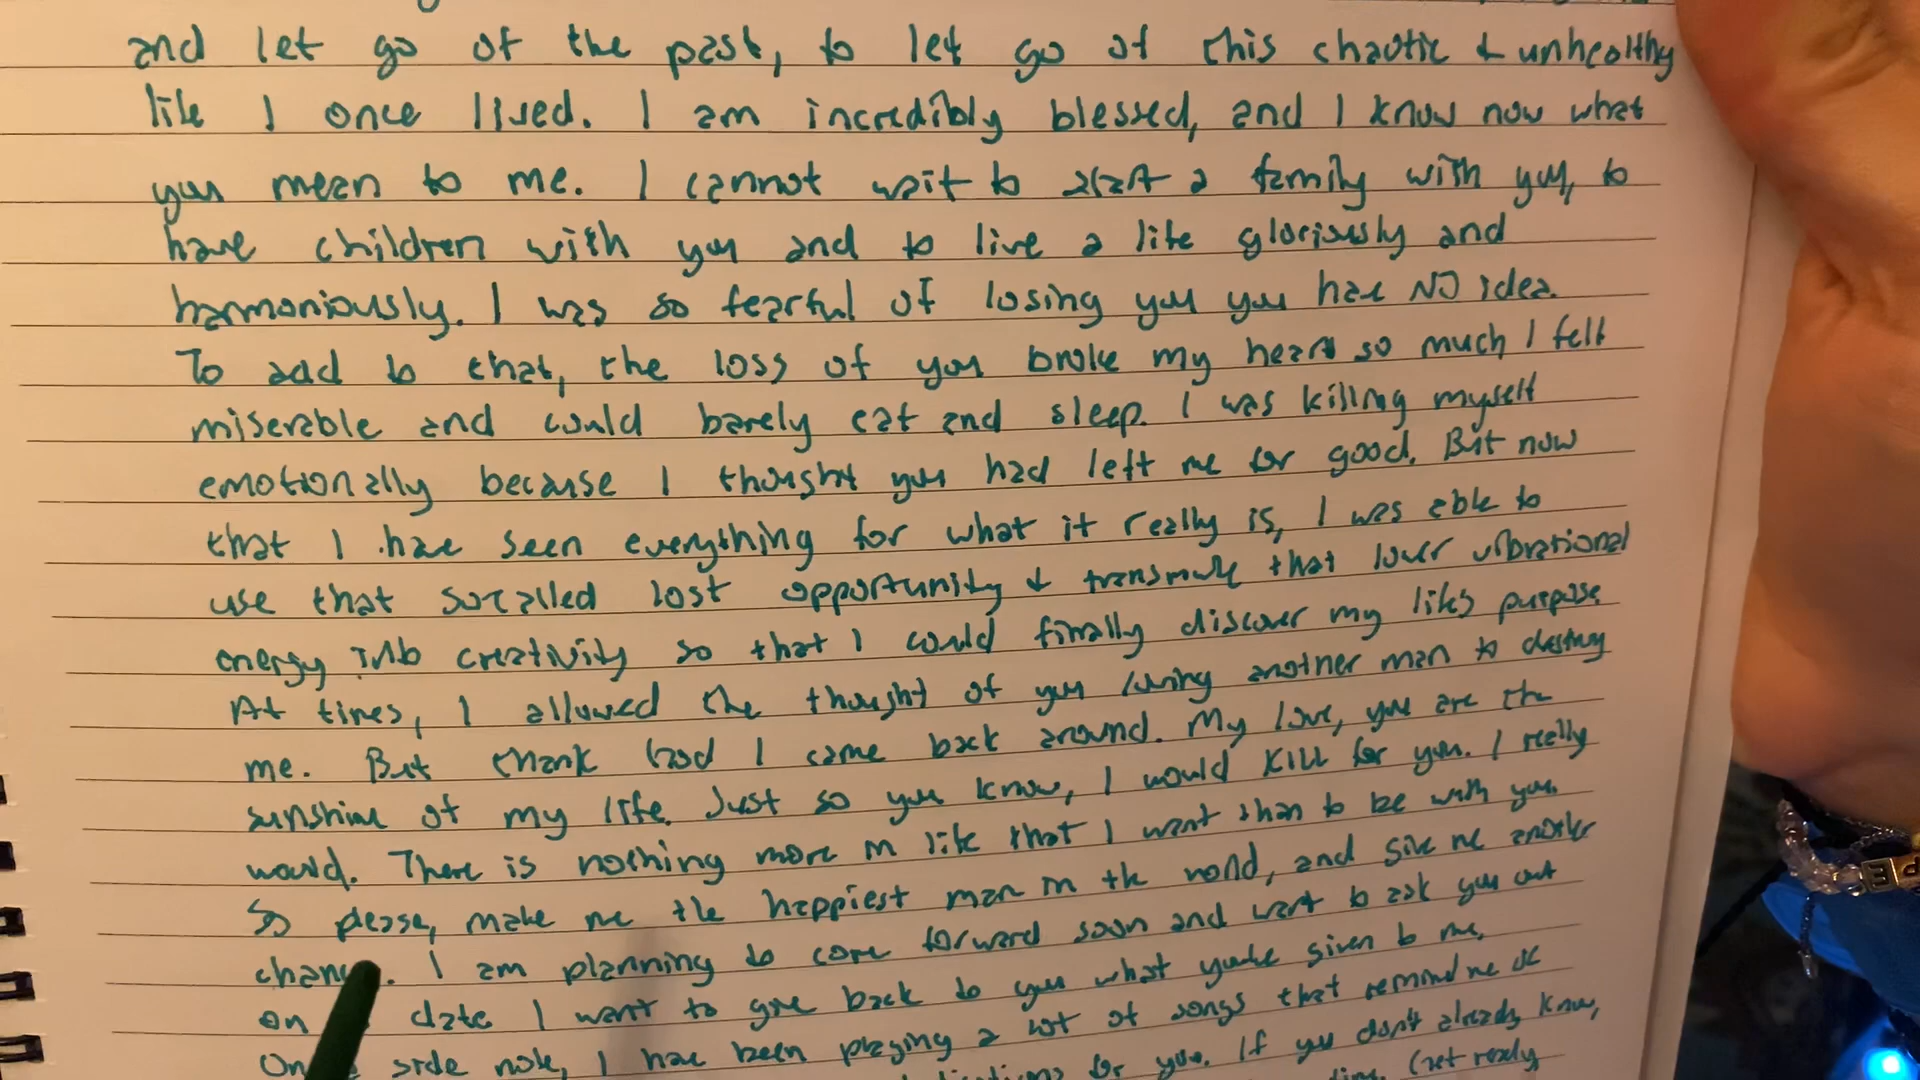 and let go of the past, to let go of this chaotic & unhealthy
life I once lived. I am incredibly blessed, and I know now what
you mean to me. I cannot wait to start a family with you, to
have children with you and to live a life gloriously and
harmoniously. I was so fearful of losing you you have NO idea.
To add to that, the loss of you broke my heart so much I felt
miserable and could barely eat and sleep. I was killing myself
emotionally because I thought you had left me for good. But now
that I have seen everything for what it really is, I was able to
use that socalled lost opportunity & transmute that lower vibrational
energy into creativity so that I could finally discover my life's purpose.
At times, I allowed the thought of you loving another man to destroy
me. But thank God I came back around. My love, you are the
sunshine of my life. Just so you know, I would KILL for you. I really
would. There is nothing more in life that I want than to be with you.
So please, make me the happiest man in the world, and give me another
chance. I am planning to come forward soon and want to ask you out
on date I want to give back to you what you've given to me.
On side note, I have been playing a lot of songs that remind me of
for you. If you don't already know,
Get ready
E